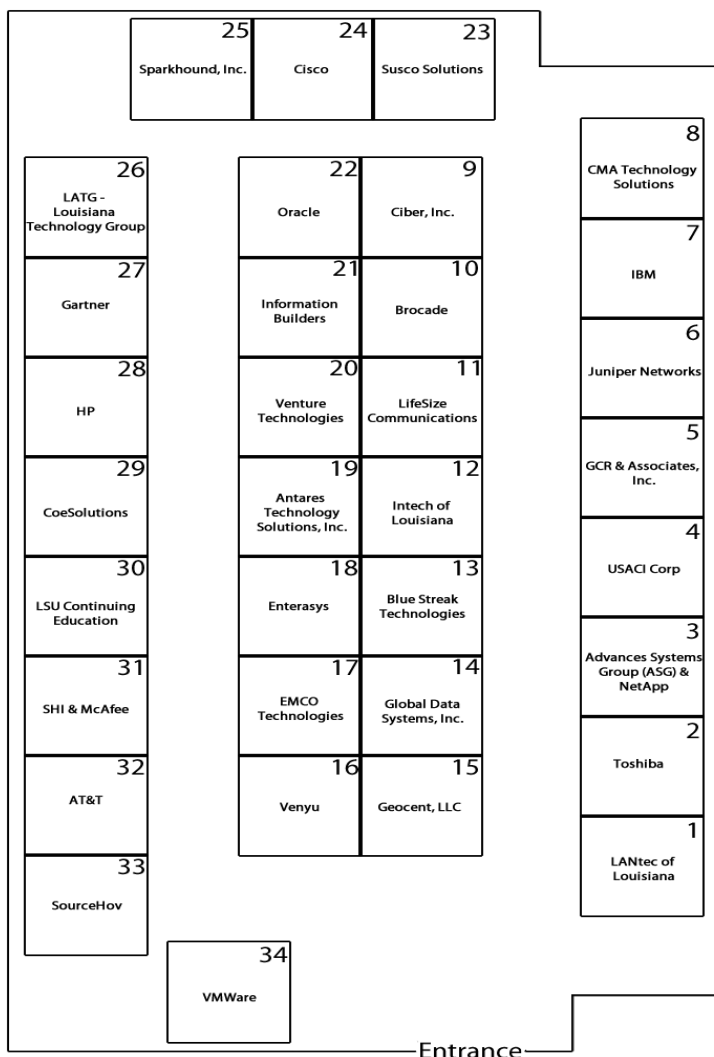 25
Sparkhound, Inc.
24
Cisco
23
Susco Solutions
8
CMA Technology
Solutions
26
LATG -
Louisiana
Technology Group
22
Oracle
9
Ciber, Inc.
7
IBM
27
Gartner
21
Information
Builders
10
Brocade
6
Juniper Networks
28
HP
20
Venture
Technologies
11
LifeSize
Communications
5
GCR & Associates,
Inc.
29
CoeSolutions
19
Antares
Technology
Solutions, Inc.
12
Intech of
Louisiana
4
USACI Corp
30
LSU Continuing
Education
18
Enterasys
13
Blue Streak
Technologies
3
Advances Systems
Group (ASG) &
NetApp
31
SHI & McAfee
17
EMCO
Technologies
14
Global Data
Systems, Inc.
2
Toshiba
32
AT&T
16
Venyu
15
Geocent, LLC
1
LANtec of
Louisiana
33
SourceHov
34
VMWare
Entrance